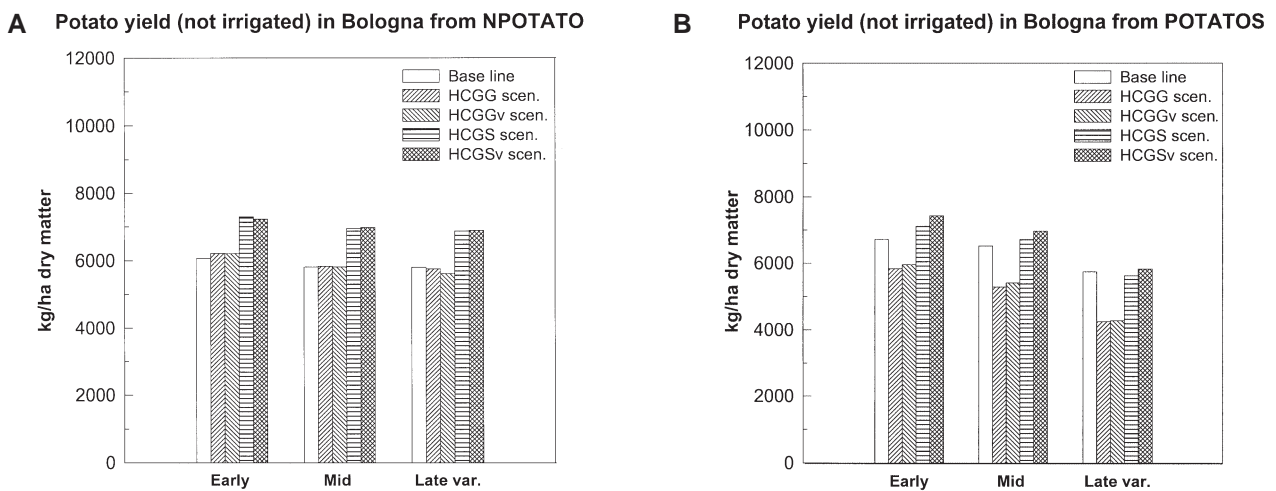 A
Potato yield (not irrigated) in Bologna from NPOTATO
12000
10000
8000
6000
4000
2000
0
kg/ha dry matter
Base line
HCGG scen.
HCGGv scen.
HCGS scen.
HCGSv scen.
Early
Mid
Late var.
B
Potato yield (not irrigated) in Bologna from POTATOS
12000
10000
8000
6000
4000
2000
0
kg/ha dry matter
Base line
HCGG scen.
HCGGv scen.
HCGS scen.
HCGSv scen.
Early
Mid
Late var.